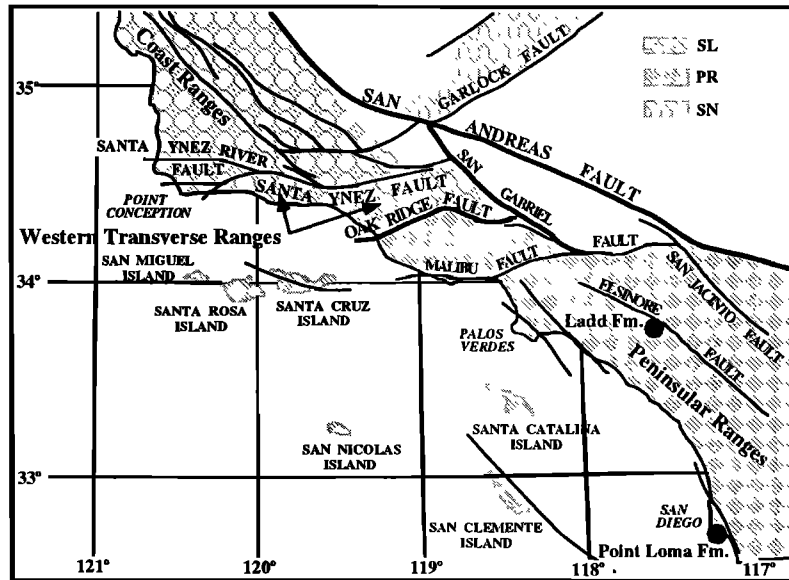 SL
PR
SN
35°
34°
33°
Coast Ranges
GARLOCK FAULT
SAN ANDREAS FAULT
SANTA YNEZ RIVER
FAULT
SANTA YNEZ FAULT
POINT
CONCEPTION
SAN GABRIEL
FAULT
OAK RIDGE FAULT
Western Transverse Ranges
SAN MIGUEL
ISLAND
SANTA ROSA
ISLAND
SANTA CRUZ
ISLAND
MALIBU FAULT
SAN JACINTO FAULT
ELSINORE
FAULT
Ladd Fm.
PALOS
VERDES
Peninsular Ranges
SAN NICOLAS
ISLAND
SANTA CATALINA
ISLAND
SAN CLEMENTE
ISLAND
SAN
DIEGO
Point Loma Fm.
121°
120°
119°
118°
117°